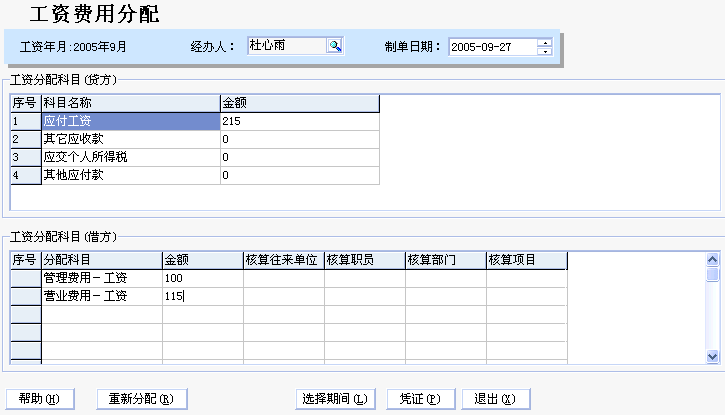 工资费用分配
工资年月:2005年9月 经办人： 杜心雨 制单日期： 2005-09-27
工资分配科目(贷方)
序号 科目名称 金额
1 应付工资 215
2 其它应收款 0
3 应交个人所得税 0
4 其他应付款 0
工资分配科目(借方)
序号 分配科目 金额 核算往来单位 核算职员 核算部门 核算项目
管理费用－工资 100
营业费用－工资 115
帮助(H) 重新分配(R) 选择期间(L) 凭证(P) 退出(X)